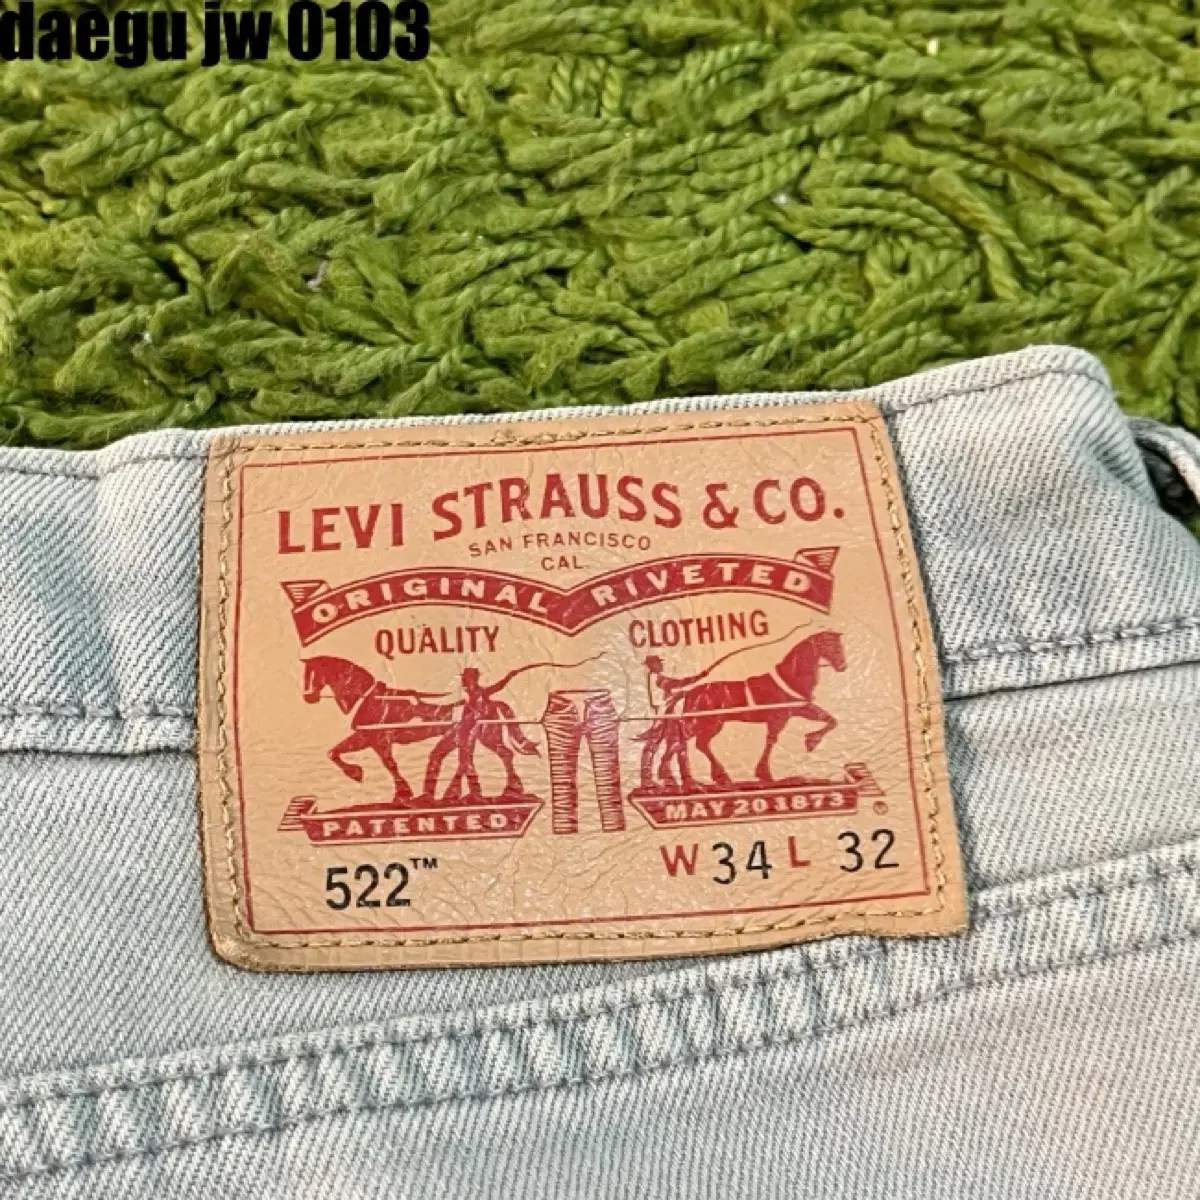 daegu jw 0103
LEVI STRAUSS & CO.
SAN FRANCISCO
CAL.
ORIGINAL RIVETED
QUALITY CLOTHING
PATENTED
MAY 20 1873
®
522™
W 34 L 32